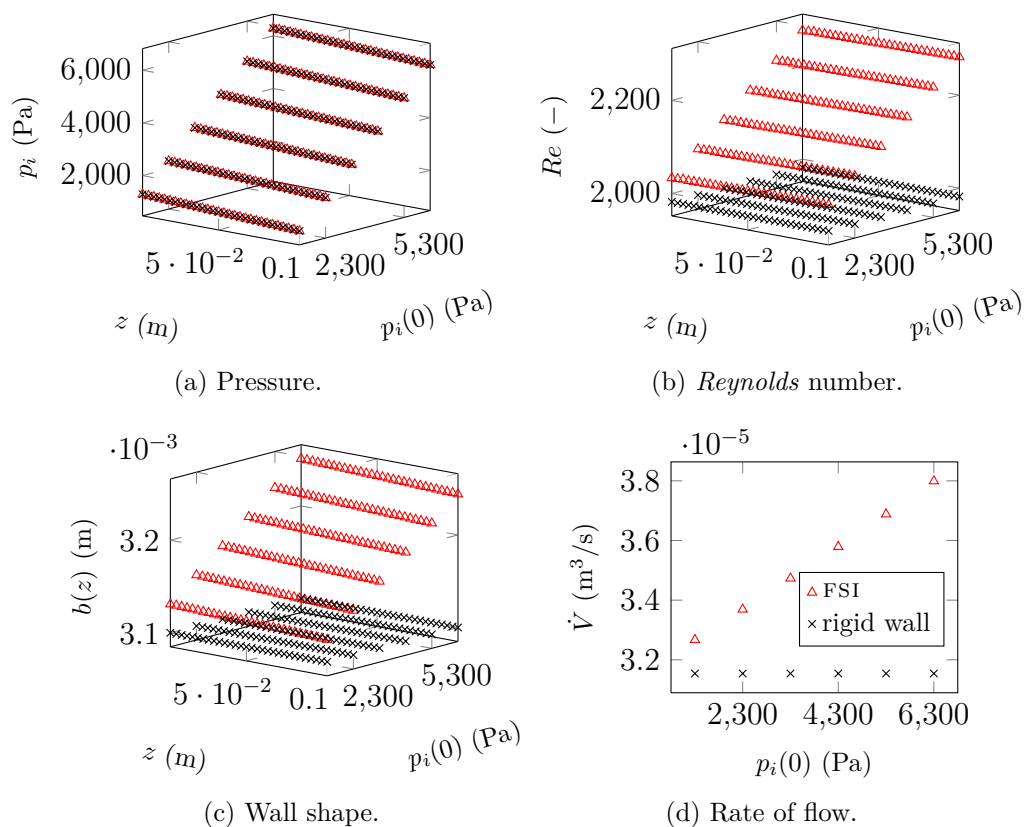 6,000
4,000
2,000
p_i (Pa)
5 · 10⁻²
0.1
2,300
5,300
z (m)
p_i(0) (Pa)
(a) Pressure.
2,200
2,000
Re (−)
5 · 10⁻²
0.1
2,300
5,300
z (m)
p_i(0) (Pa)
(b) Reynolds number.
·10⁻³
3.2
3.1
b(z) (m)
5 · 10⁻²
0.1
2,300
5,300
z (m)
p_i(0) (Pa)
(c) Wall shape.
·10⁻⁵
3.8
3.6
3.4
3.2
V̇ (m³/s)
FSI
rigid wall
2,300
4,300
6,300
p_i(0) (Pa)
(d) Rate of flow.